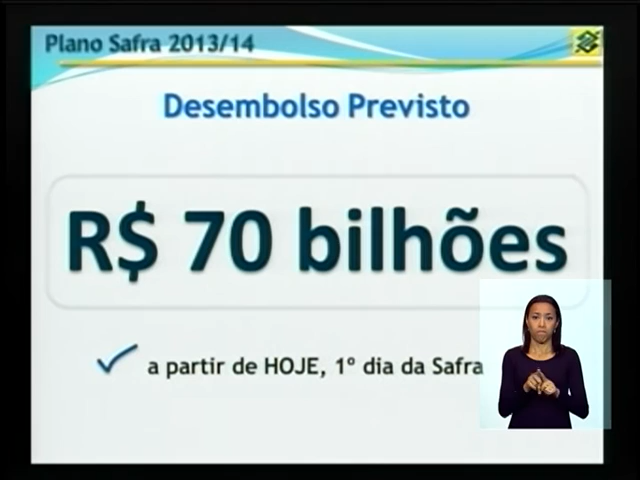 Plano Safra 2013/14
Desembolso Previsto
R$ 70 bilhões
a partir de HOJE, 1º dia da Safra